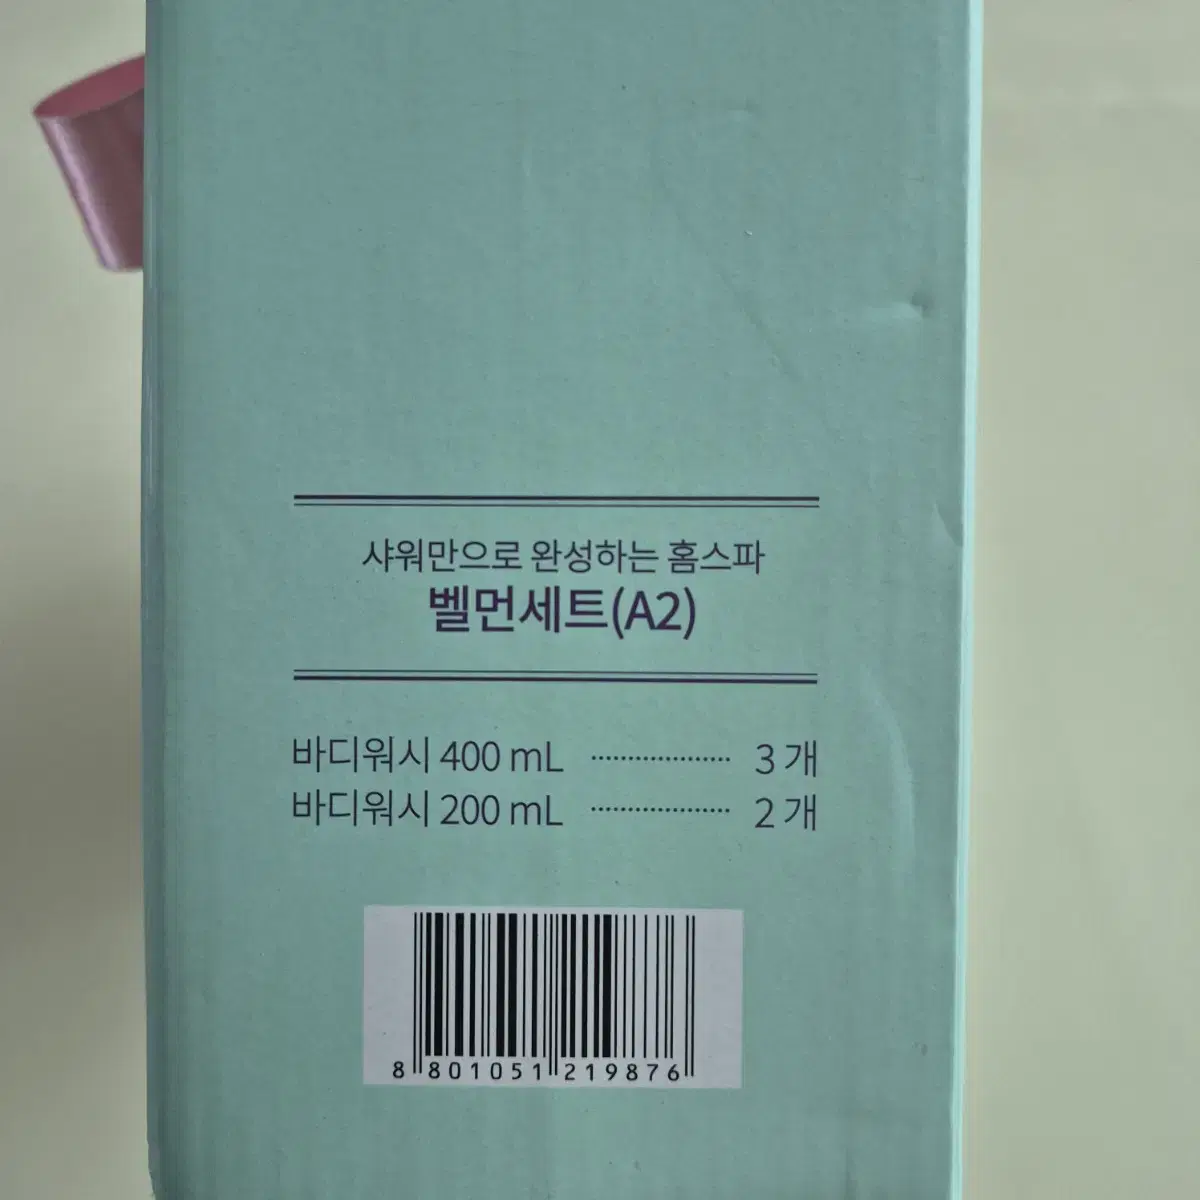 샤워만으로 완성하는 홈스파
벨먼세트(A2)
바디워시 400 mL ................... 3 개
바디워시 200 mL ................... 2 개
8 801051 219876